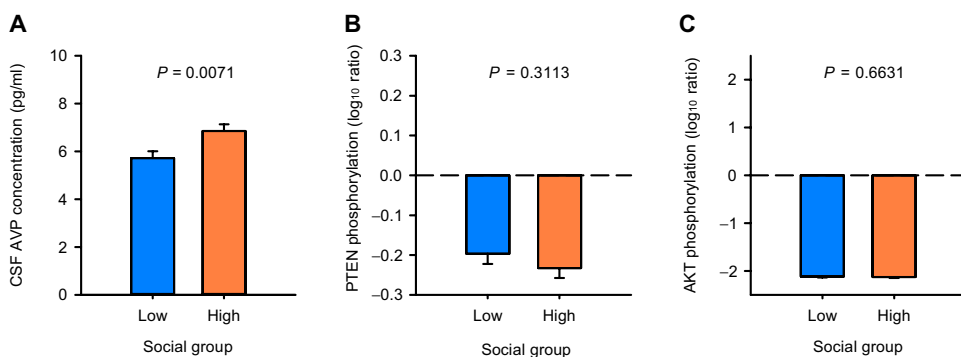 A
CSF AVP concentration (pg/ml)
10
8
6
4
2
0
P = 0.0071
Low High
Social group
B
PTEN phosphorylation (log₁₀ ratio)
0.3
0.2
0.1
0.0
−0.1
−0.2
−0.3
P = 0.3113
Low High
Social group
C
AKT phosphorylation (log₁₀ ratio)
2
1
0
−1
−2
P = 0.6631
Low High
Social group